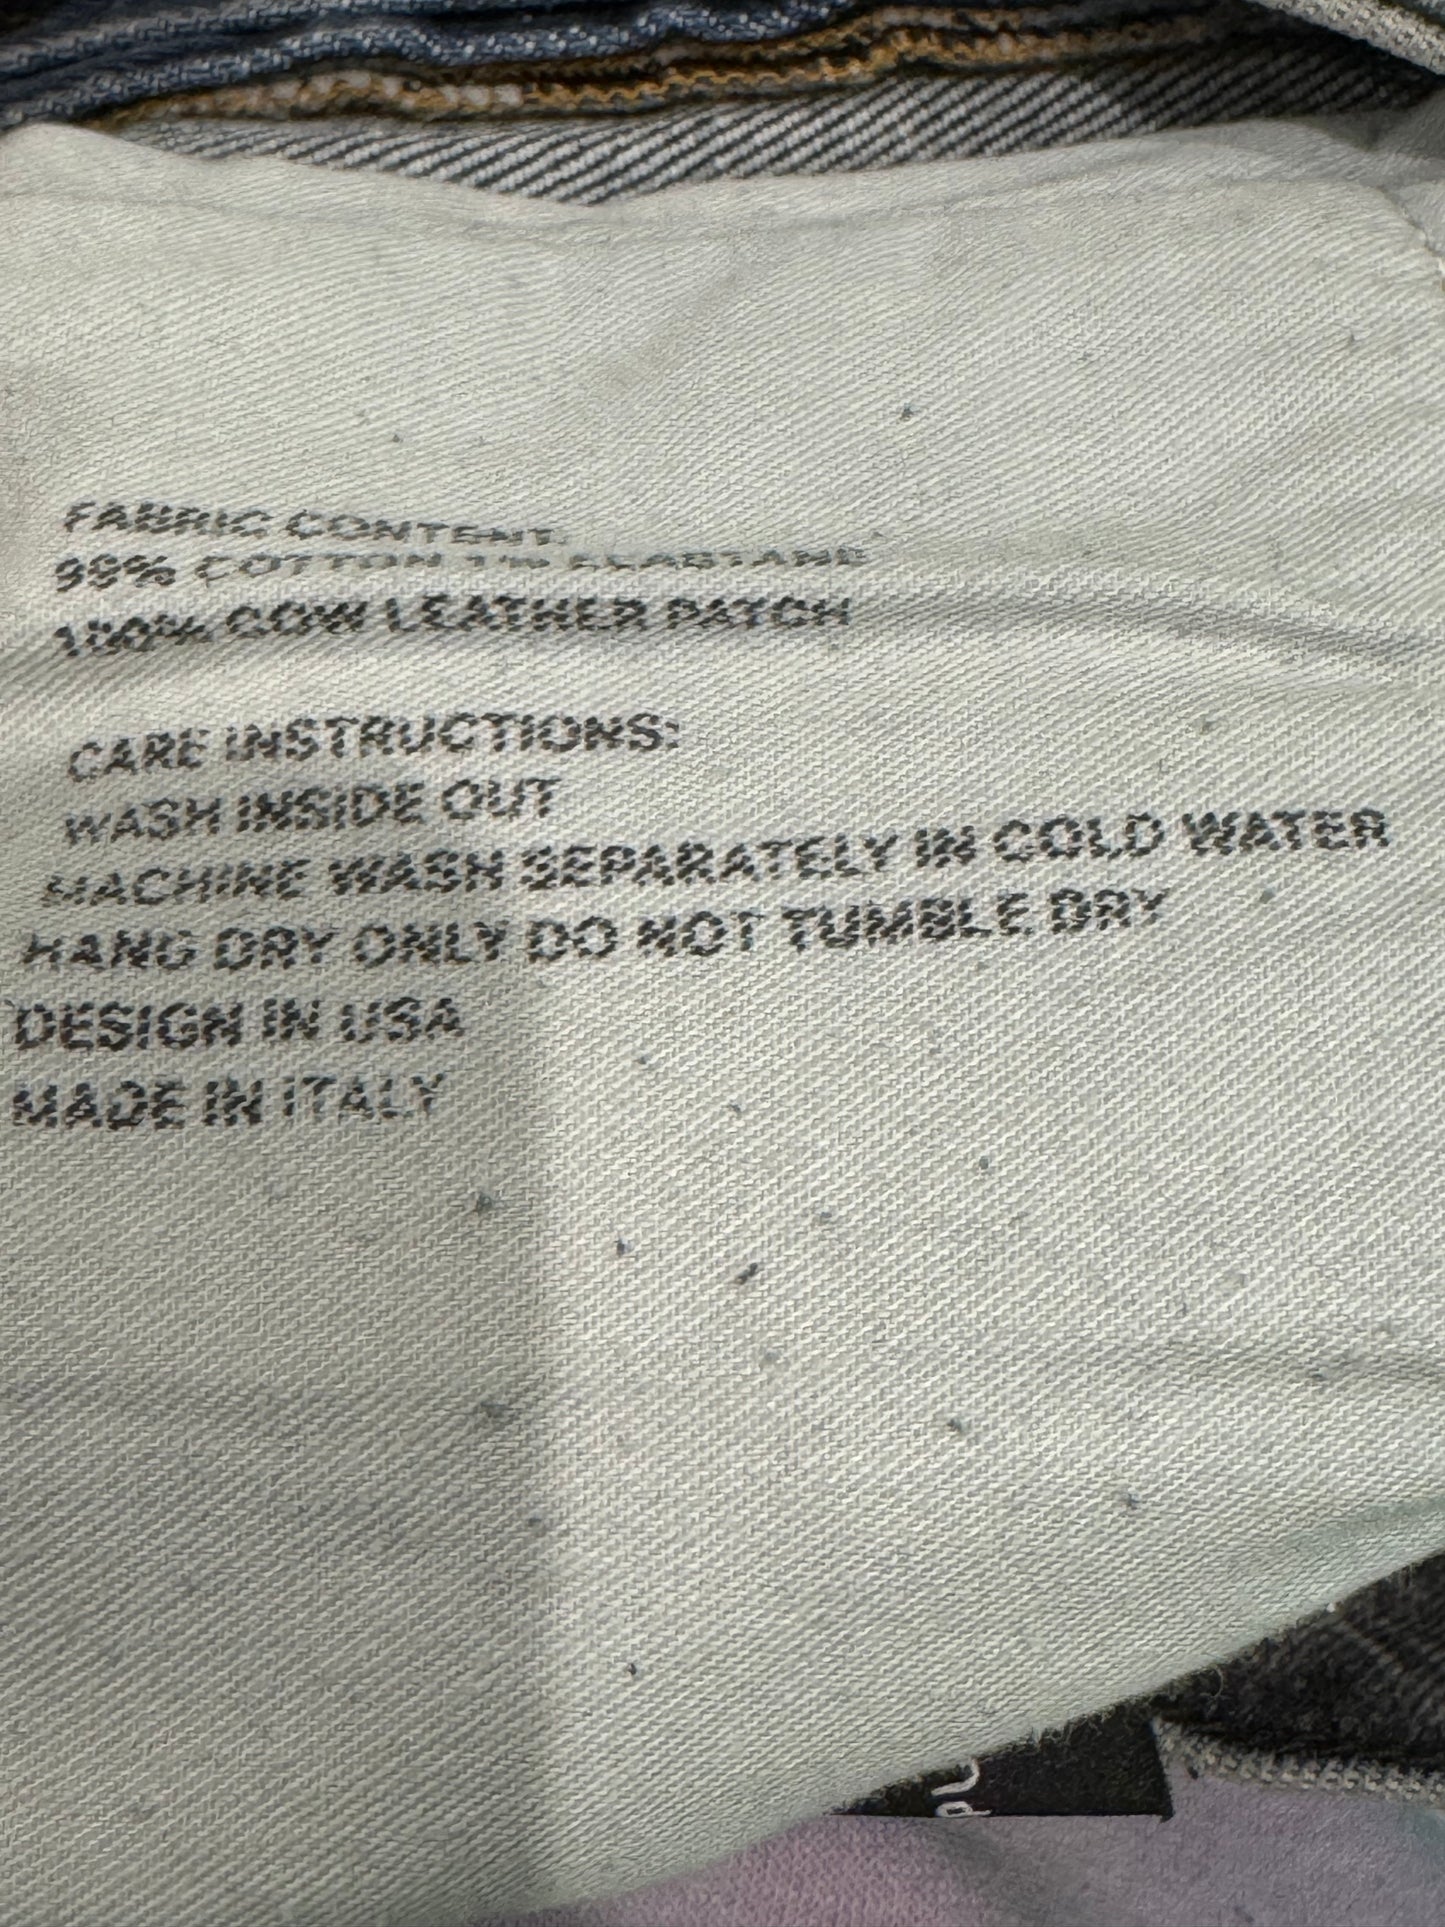 FABRIC CONTENT:
99% COTTON 1% ELASTANE
100% COW LEATHER PATCH
CARE INSTRUCTIONS:
WASH INSIDE OUT
MACHINE WASH SEPARATELY IN COLD WATER
HANG DRY ONLY DO NOT TUMBLE DRY
DESIGN IN USA
MADE IN ITALY